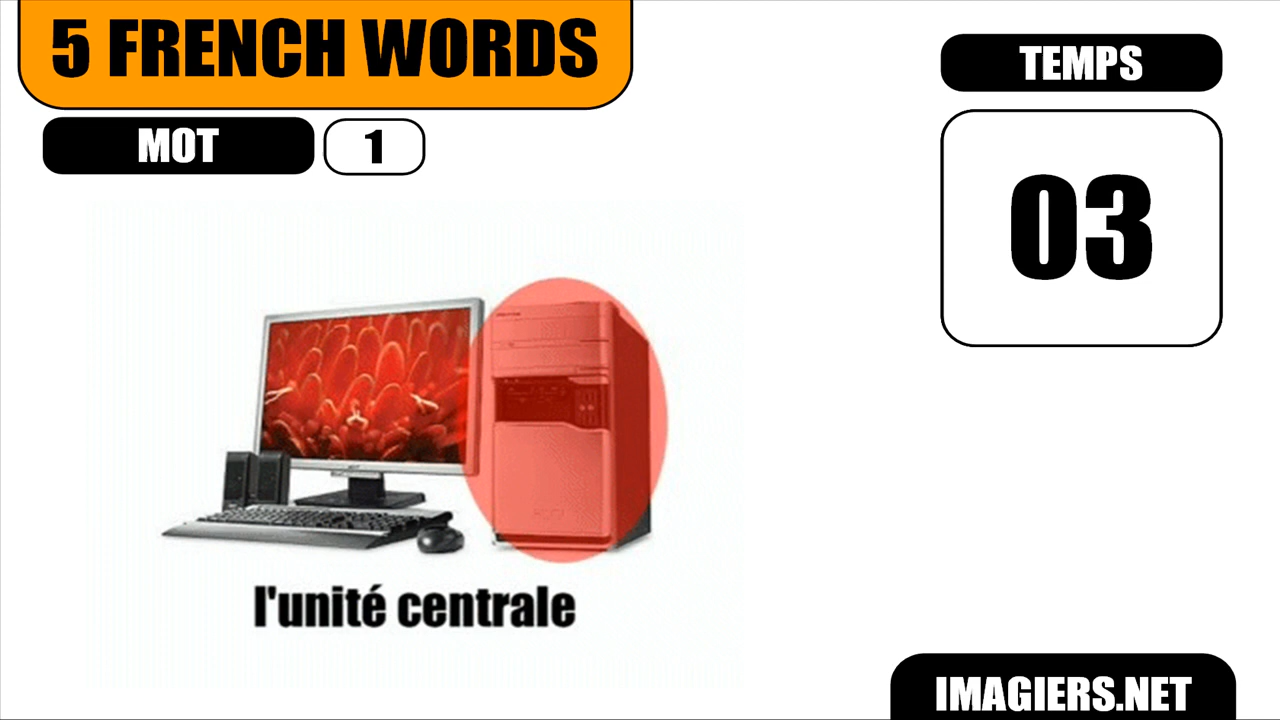 5 FRENCH WORDS
TEMPS
MOT 1
03
l'unité centrale
IMAGIERS.NET